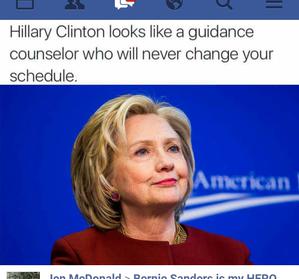 Hillary Clinton looks like a guidance
counselor who will never change your
schedule.
American
Jon McDonald > Bernie Sanders is my HERO